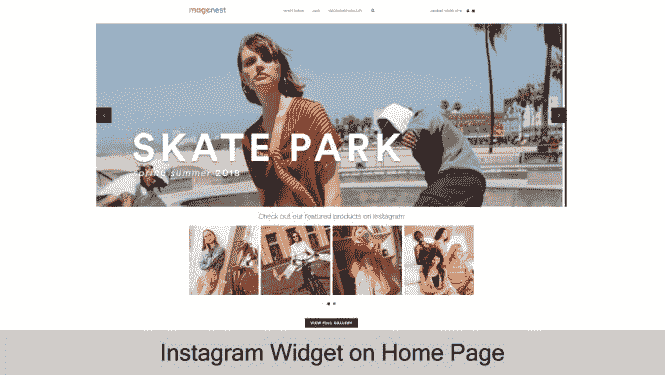 magenest
SKATE PARK
spring summer 2018
Check out our featured products on Instagram
VIEW FULL GALLERY
Instagram Widget on Home Page